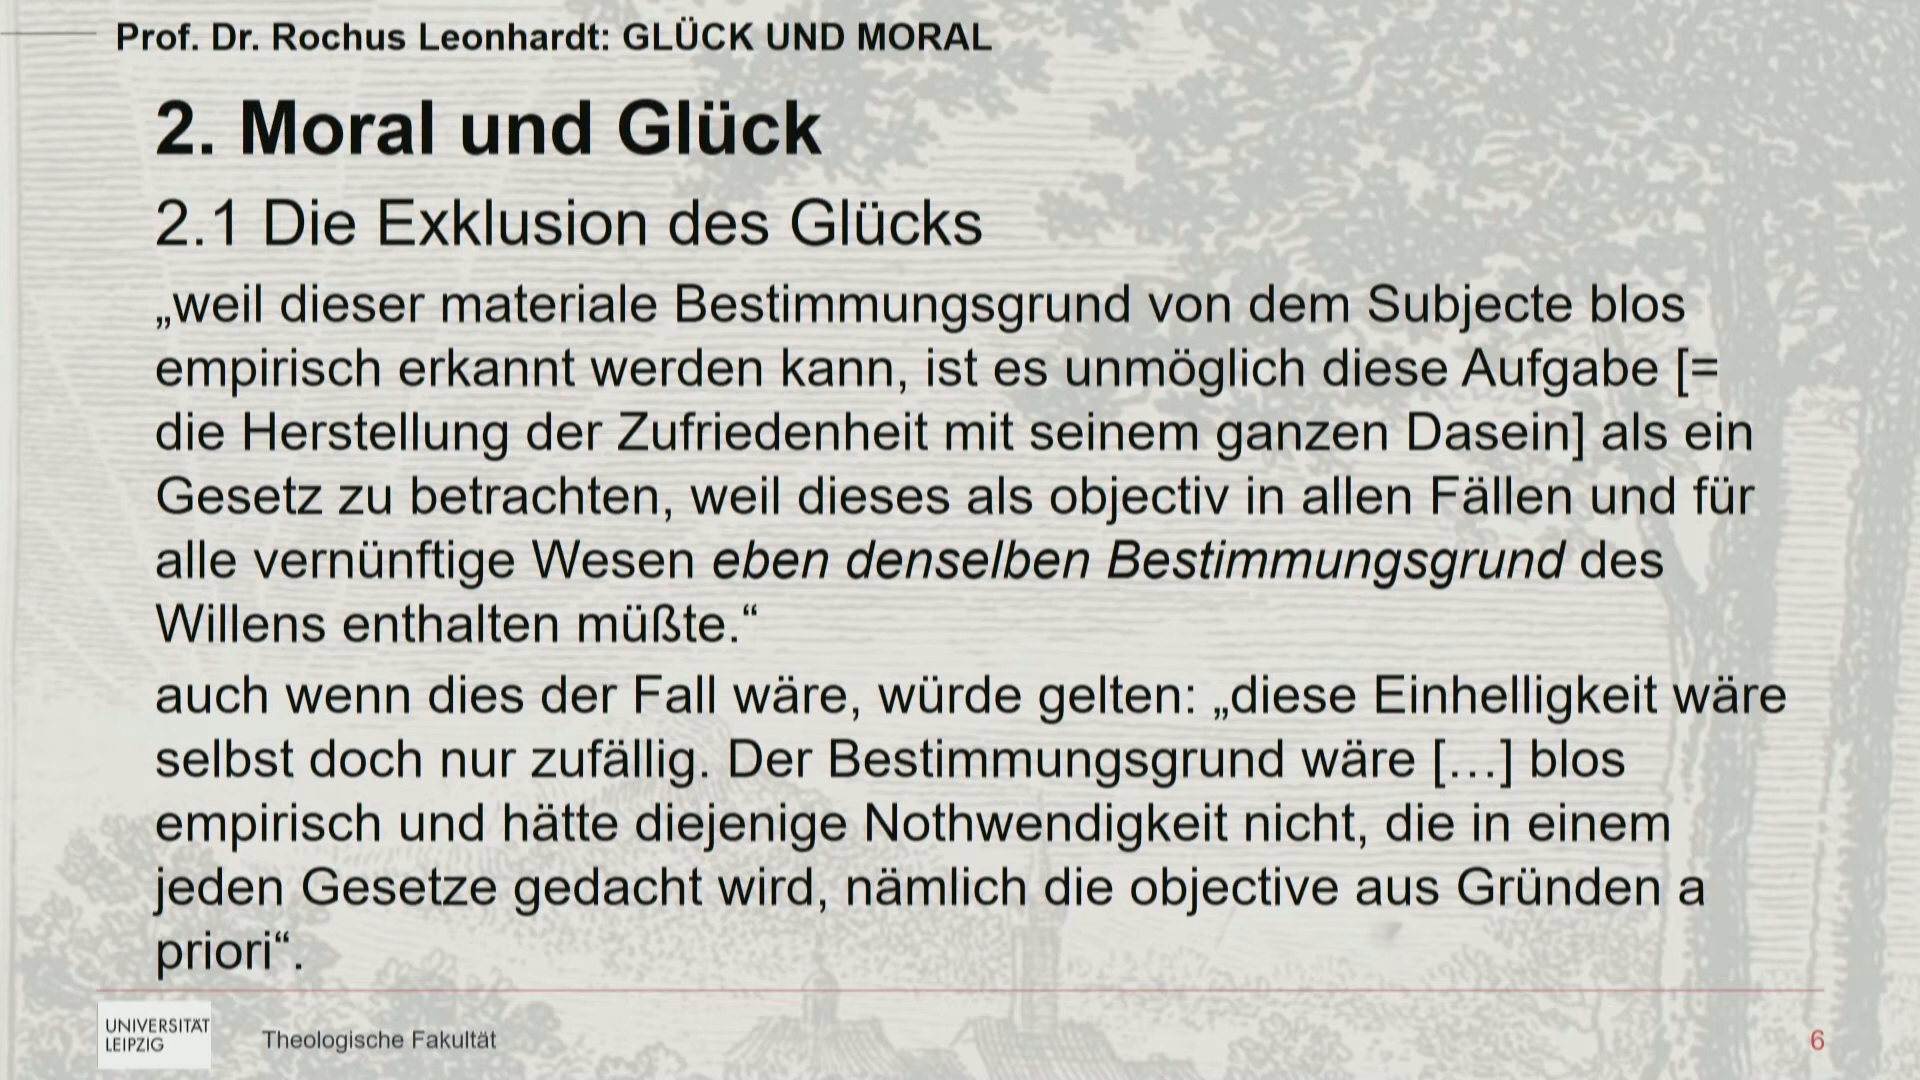 Prof. Dr. Rochus Leonhardt: GLÜCK UND MORAL
2. Moral und Glück
2.1 Die Exklusion des Glücks
„weil dieser materiale Bestimmungsgrund von dem Subjecte blos
empirisch erkannt werden kann, ist es unmöglich diese Aufgabe [=
die Herstellung der Zufriedenheit mit seinem ganzen Dasein] als ein
Gesetz zu betrachten, weil dieses als objectiv in allen Fällen und für
alle vernünftige Wesen eben denselben Bestimmungsgrund des
Willens enthalten müßte.“
auch wenn dies der Fall wäre, würde gelten: „diese Einhelligkeit wäre
selbst doch nur zufällig. Der Bestimmungsgrund wäre […] blos
empirisch und hätte diejenige Nothwendigkeit nicht, die in einem
jeden Gesetze gedacht wird, nämlich die objective aus Gründen a
priori“.
UNIVERSITÄT
LEIPZIG
Theologische Fakultät
6